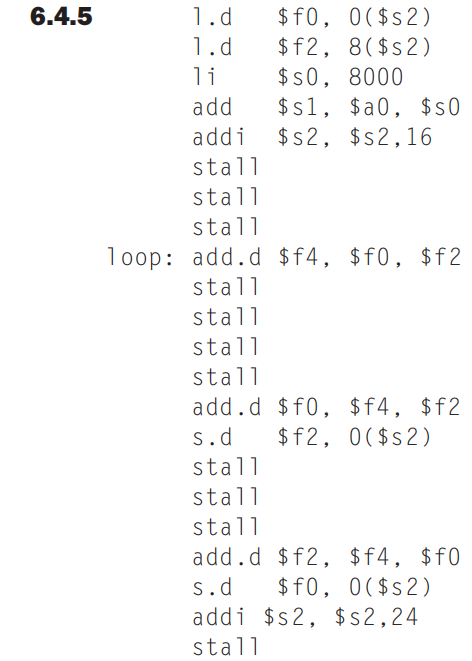 6.4.5 l.d $f0, 0($s2)
l.d $f2, 8($s2)
li $s0, 8000
add $s1, $a0, $s0
addi $s2, $s2,16
stall
stall
stall
loop: add.d $f4, $f0, $f2
stall
stall
stall
stall
add.d $f0, $f4, $f2
s.d $f2, 0($s2)
stall
stall
stall
add.d $f2, $f4, $f0
s.d $f0, 0($s2)
addi $s2, $s2,24
stall